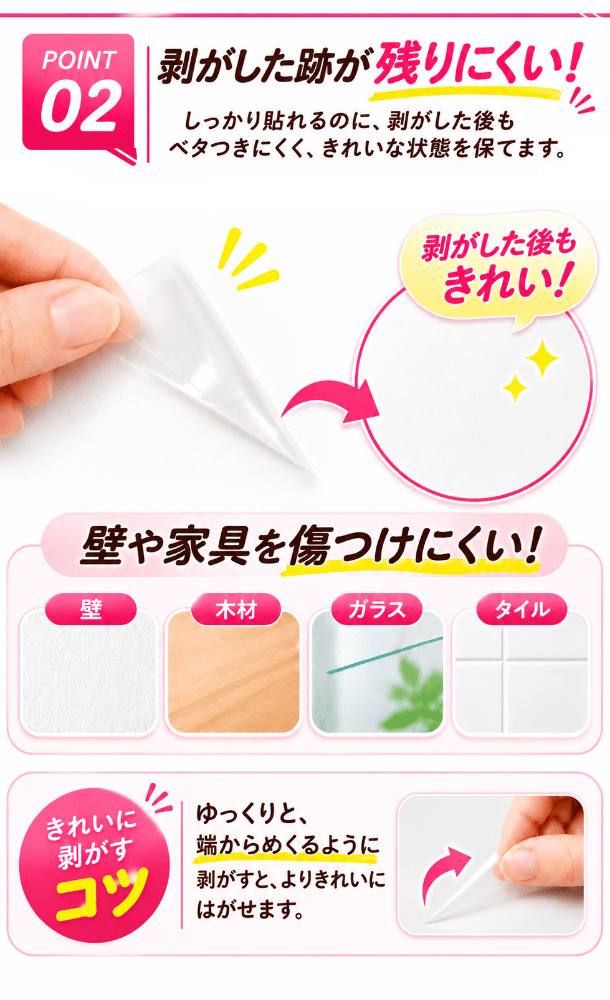 POINT
02
剥がした跡が残りにくい!
しっかり貼れるのに、剥がした後も
ベタつきにくく、きれいな状態を保てます。
剥がした後も
きれい!
壁や家具を傷つけにくい!
壁
木材
ガラス
タイル
きれいに
剥がす
コツ
ゆっくりと、
端からめくるように
剥がすと、よりきれいに
はがせます。